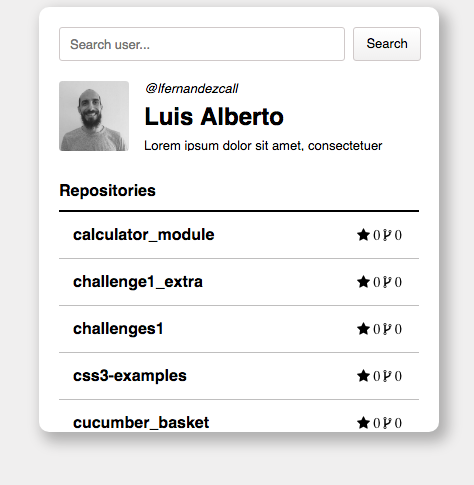 Search user...
Search
@lfernandezcall
Luis Alberto
Lorem ipsum dolor sit amet, consectetuer
Repositories
calculator_module 0 0
challenge1_extra 0 0
challenges1 0 0
css3-examples 0 0
cucumber_basket 0 0